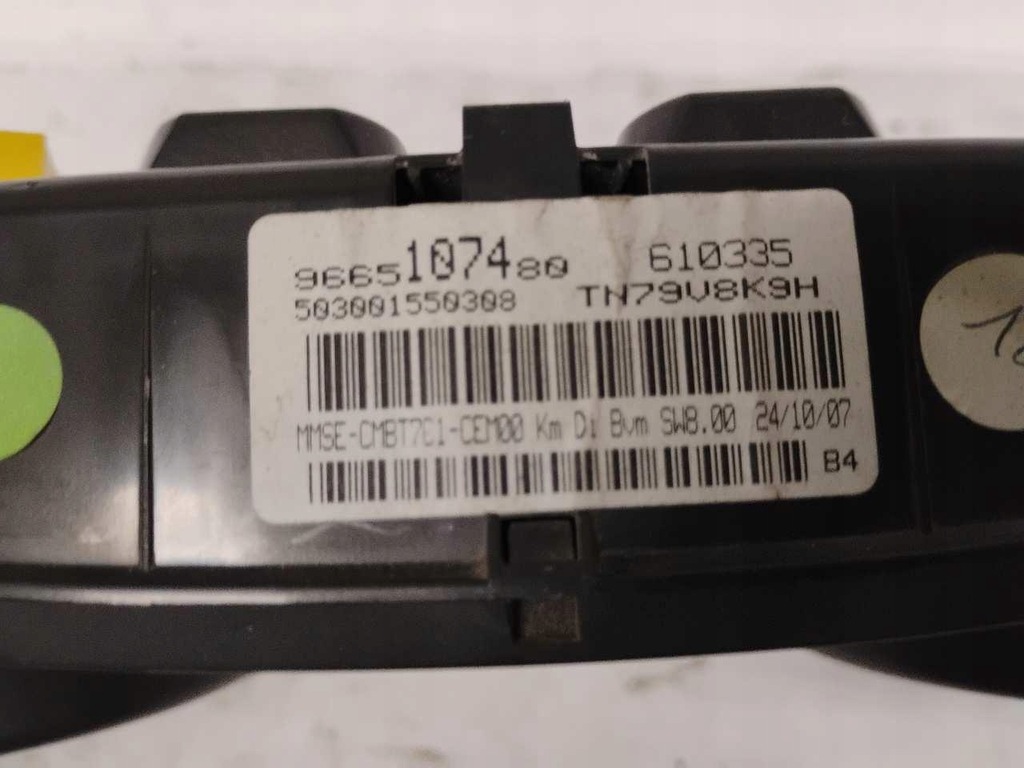 9665107480 610335
503001550308 TN79V8K9H
MMSE-CMBT7C1-CEM00 Km Di Bvm SW8.00 24/10/07
B4